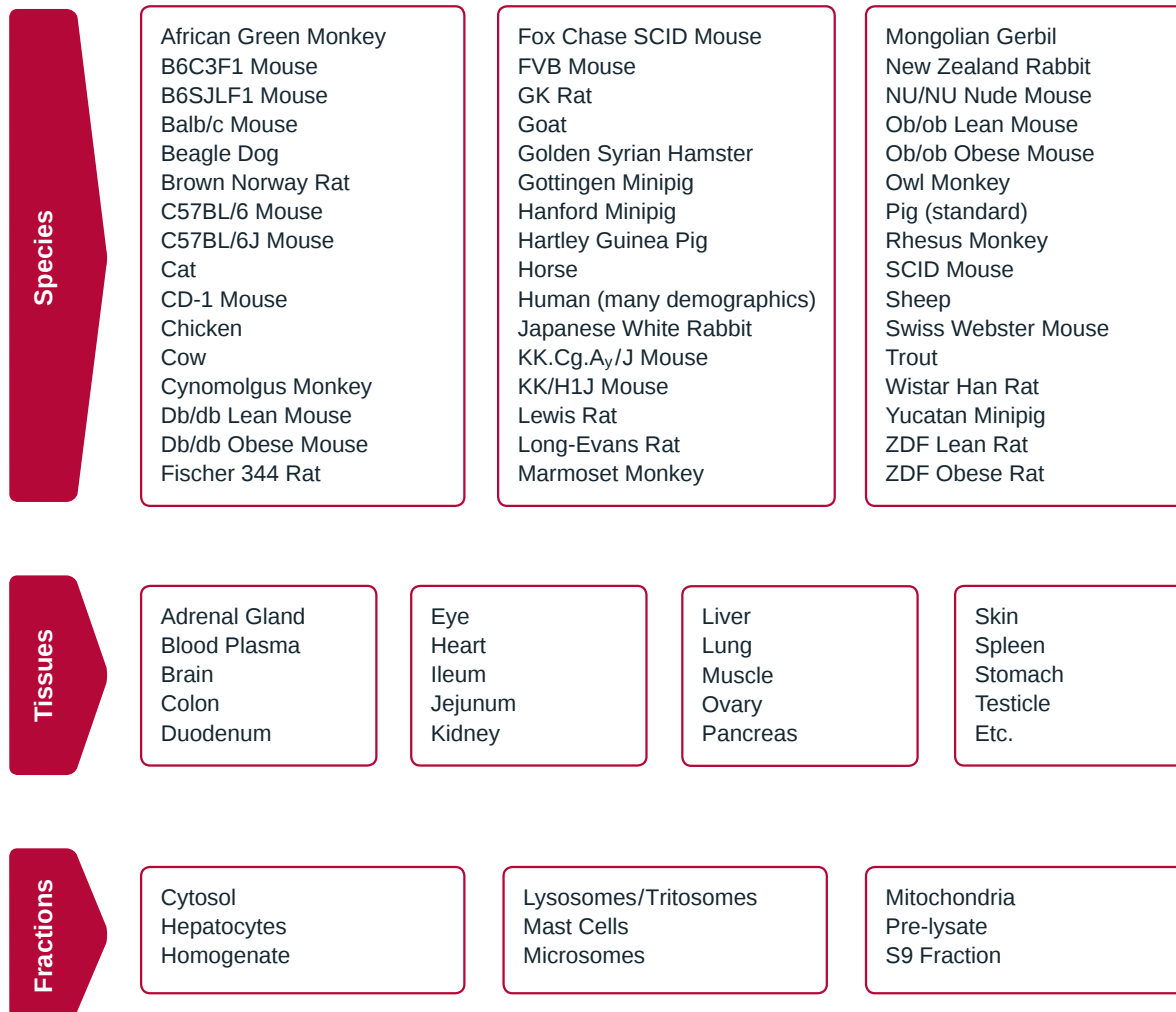 Species
African Green Monkey
B6C3F1 Mouse
B6SJLF1 Mouse
Balb/c Mouse
Beagle Dog
Brown Norway Rat
C57BL/6 Mouse
C57BL/6J Mouse
Cat
CD-1 Mouse
Chicken
Cow
Cynomolgus Monkey
Db/db Lean Mouse
Db/db Obese Mouse
Fischer 344 Rat
Fox Chase SCID Mouse
FVB Mouse
GK Rat
Goat
Golden Syrian Hamster
Gottingen Minipig
Hanford Minipig
Hartley Guinea Pig
Horse
Human (many demographics)
Japanese White Rabbit
KK.Cg.Ay/J Mouse
KK/H1J Mouse
Lewis Rat
Long-Evans Rat
Marmoset Monkey
Mongolian Gerbil
New Zealand Rabbit
NU/NU Nude Mouse
Ob/ob Lean Mouse
Ob/ob Obese Mouse
Owl Monkey
Pig (standard)
Rhesus Monkey
SCID Mouse
Sheep
Swiss Webster Mouse
Trout
Wistar Han Rat
Yucatan Minipig
ZDF Lean Rat
ZDF Obese Rat
Tissues
Adrenal Gland
Blood Plasma
Brain
Colon
Duodenum
Eye
Heart
Ileum
Jejunum
Kidney
Liver
Lung
Muscle
Ovary
Pancreas
Skin
Spleen
Stomach
Testicle
Etc.
Fractions
Cytosol
Hepatocytes
Homogenate
Lysosomes/Tritosomes
Mast Cells
Microsomes
Mitochondria
Pre-lysate
S9 Fraction